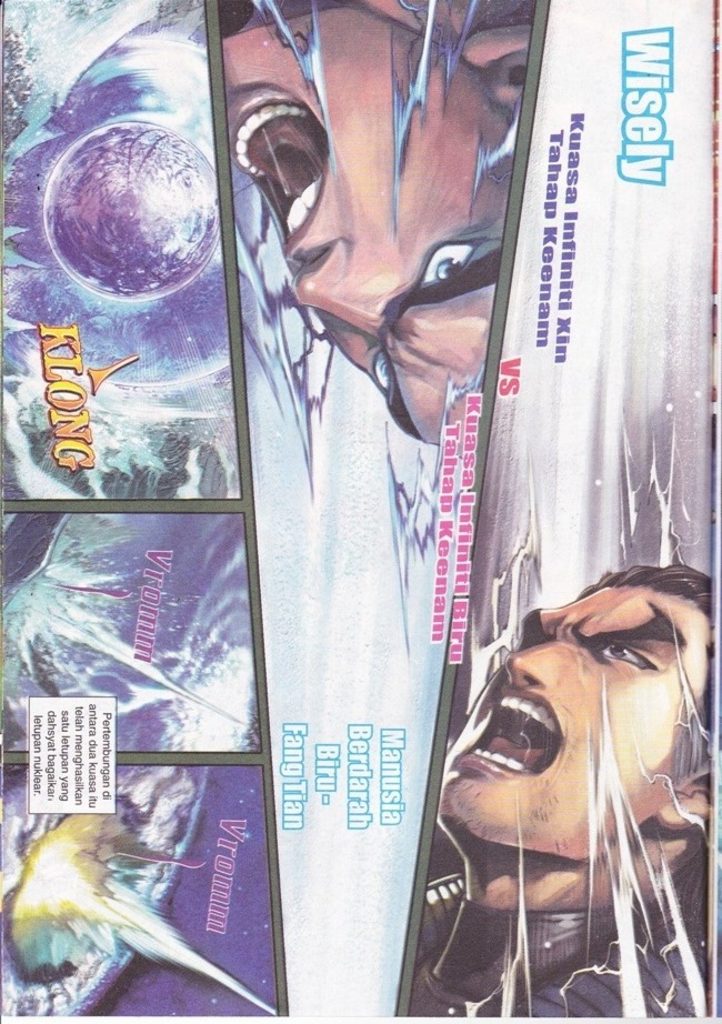 Wisely
Kuasa Infiniti Xin
Tahap Keenam
VS
Kuasa Infiniti Biru
Tahap Keenam
Manusia
Berdarah
Biru -
Fang Tian
KLONG
Vromm
Pertembungan di
antara dua kuasa itu
telah menghasilkan
satu letupan yang
dahsyat bagaikan
letupan nuklear.
Vromm